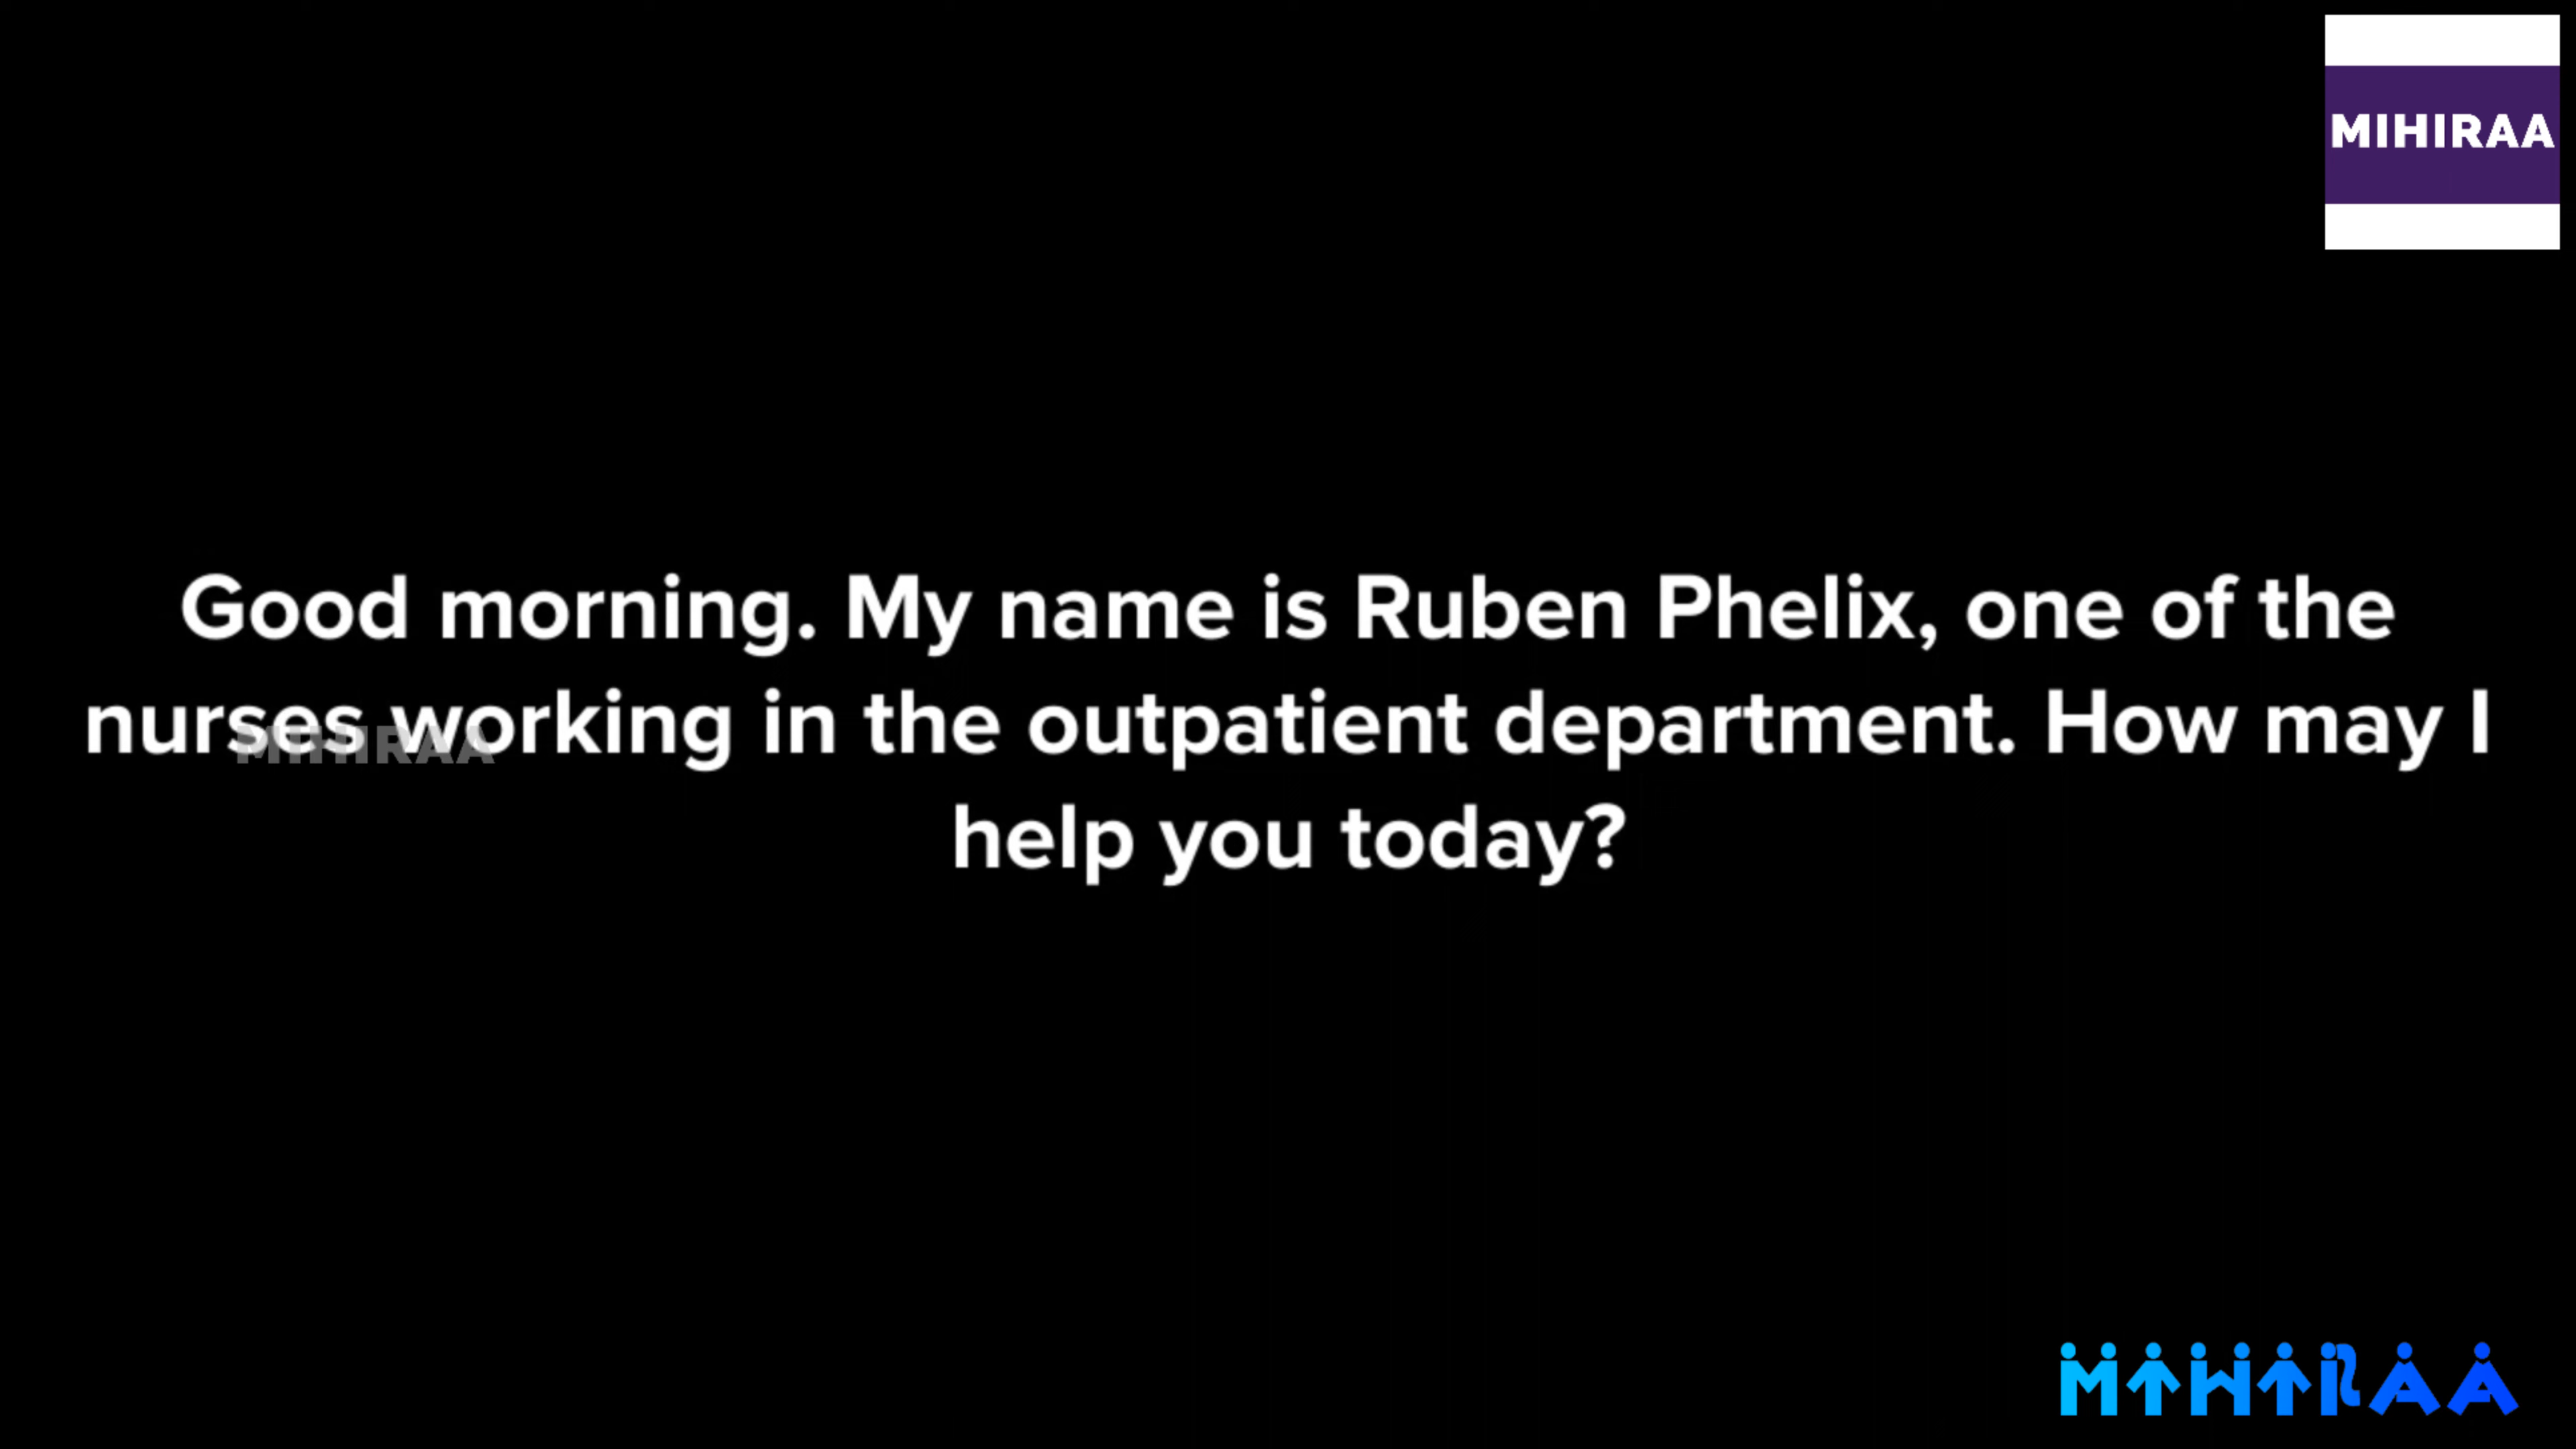 MIHIRAA
Good morning. My name is Ruben Phelix, one of the
nurses working in the outpatient department. How may I
MIHIRAA
help you today?
MIHIRAA